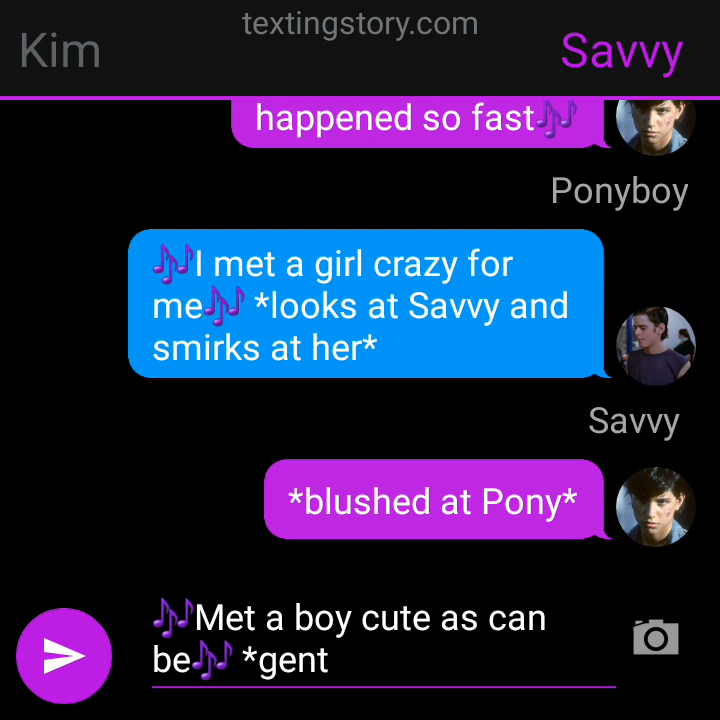 textingstory.com
Kim
Savvy
happened so fast🎶
Ponyboy
🎶I met a girl crazy for
me🎶 *looks at Savvy and
smirks at her*
Savvy
*blushed at Pony*
🎶Met a boy cute as can
be🎶 *gent